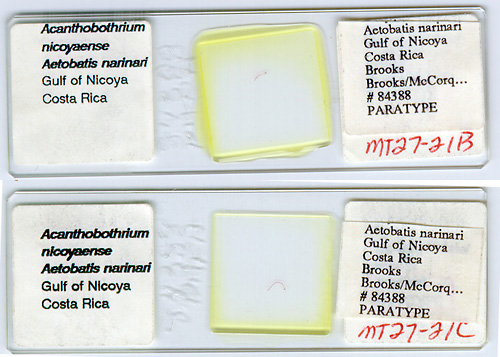 Acanthobothrium
nicoyaense
Aetobatis narinari
Gulf of Nicoya
Costa Rica
Aetobatis narinari
Gulf of Nicoya
Costa Rica
Brooks
Brooks/McCorq...
# 84388
PARATYPE
MT27-21B
Acanthobothrium
nicoyaense
Aetobatis narinari
Gulf of Nicoya
Costa Rica
Aetobatis narinari
Gulf of Nicoya
Costa Rica
Brooks
Brooks/McCorq...
# 84388
PARATYPE
MT27-21C